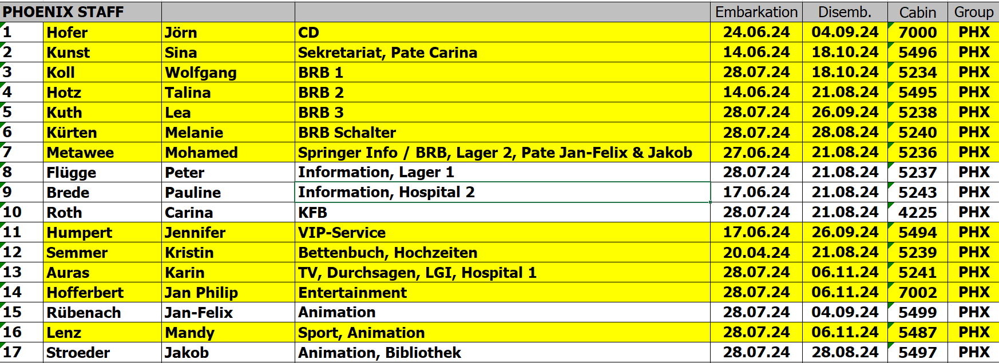 PHOENIX STAFF Embarkation Disemb. Cabin Group
1 Hofer Jörn CD 24.06.24 04.09.24 7000 PHX
2 Kunst Sina Sekretariat, Pate Carina 14.06.24 18.10.24 5496 PHX
3 Koll Wolfgang BRB 1 28.07.24 18.10.24 5234 PHX
4 Hotz Talina BRB 2 14.06.24 21.08.24 5495 PHX
5 Kuth Lea BRB 3 28.07.24 26.09.24 5238 PHX
6 Kürten Melanie BRB Schalter 28.07.24 28.08.24 5240 PHX
7 Metawee Mohamed Springer Info / BRB, Lager 2, Pate Jan-Felix & Jakob 27.06.24 21.08.24 5236 PHX
8 Flügge Peter Information, Lager 1 28.07.24 21.08.24 5237 PHX
9 Brede Pauline Information, Hospital 2 17.06.24 21.08.24 5243 PHX
10 Roth Carina KFB 28.07.24 21.08.24 4225 PHX
11 Humpert Jennifer VIP-Service 17.06.24 26.09.24 5494 PHX
12 Semmer Kristin Bettenbuch, Hochzeiten 20.04.24 21.08.24 5239 PHX
13 Auras Karin TV, Durchsagen, LGI, Hospital 1 28.07.24 06.11.24 5241 PHX
14 Hofferbert Jan Philip Entertainment 28.07.24 06.11.24 7002 PHX
15 Rübenach Jan-Felix Animation 28.07.24 04.09.24 5499 PHX
16 Lenz Mandy Sport, Animation 28.07.24 06.11.24 5487 PHX
17 Stroeder Jakob Animation, Bibliothek 28.07.24 28.08.24 5497 PHX